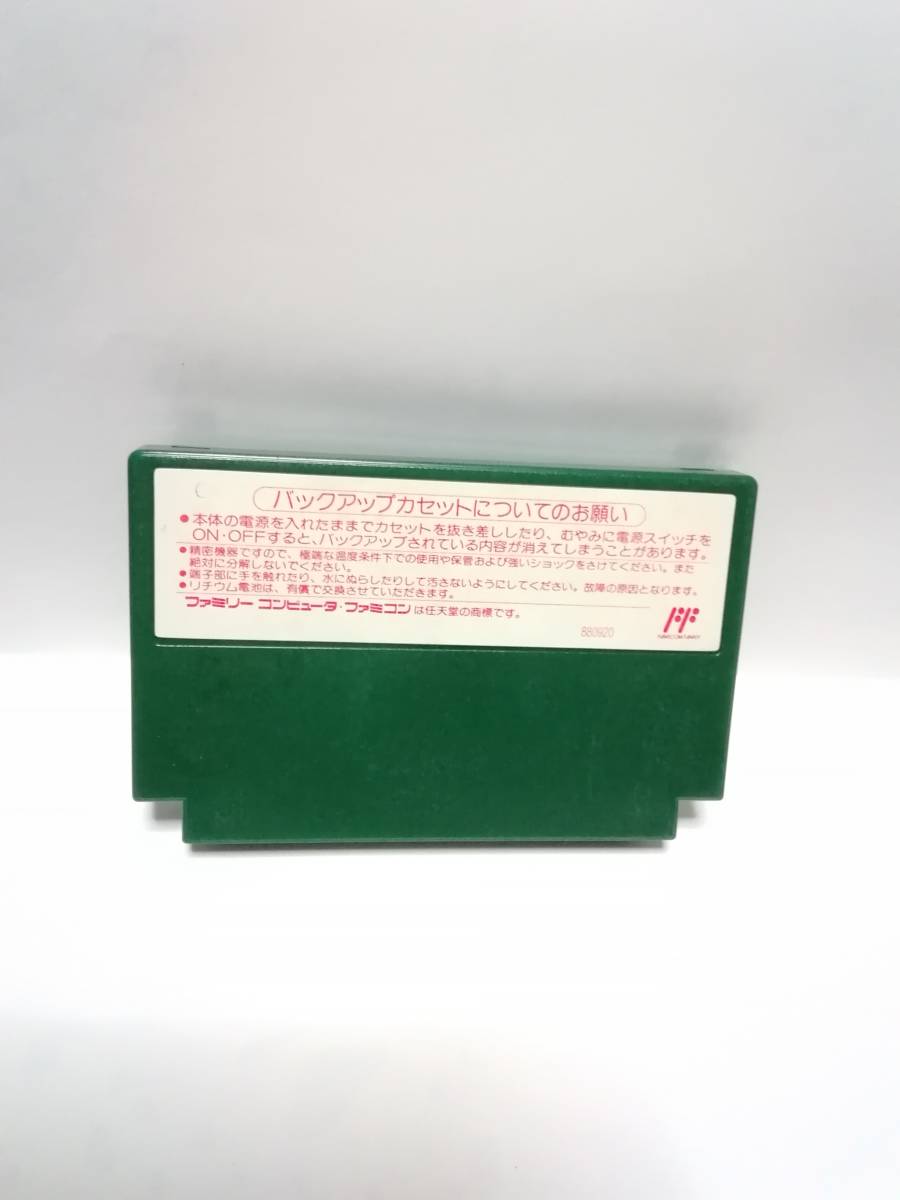 バックアップカセットについてのお願い
●本体の電源を入れたままでカセットを抜き差ししたり、むやみに電源スイッチを
ON・OFFすると、バックアップされている内容が消えてしまうことがあります。
●精密機器ですので、極端な温度条件下での使用や保管および強いショックをさけてください。また
絶対に分解しないでください。
●端子部に手を触れたり、水にぬらしたりして汚さないようにしてください。故障の原因となります。
●リチウム電池は、有償で交換させていただきます。
ファミリー コンピュータ・ファミコンは任天堂の商標です。
880920